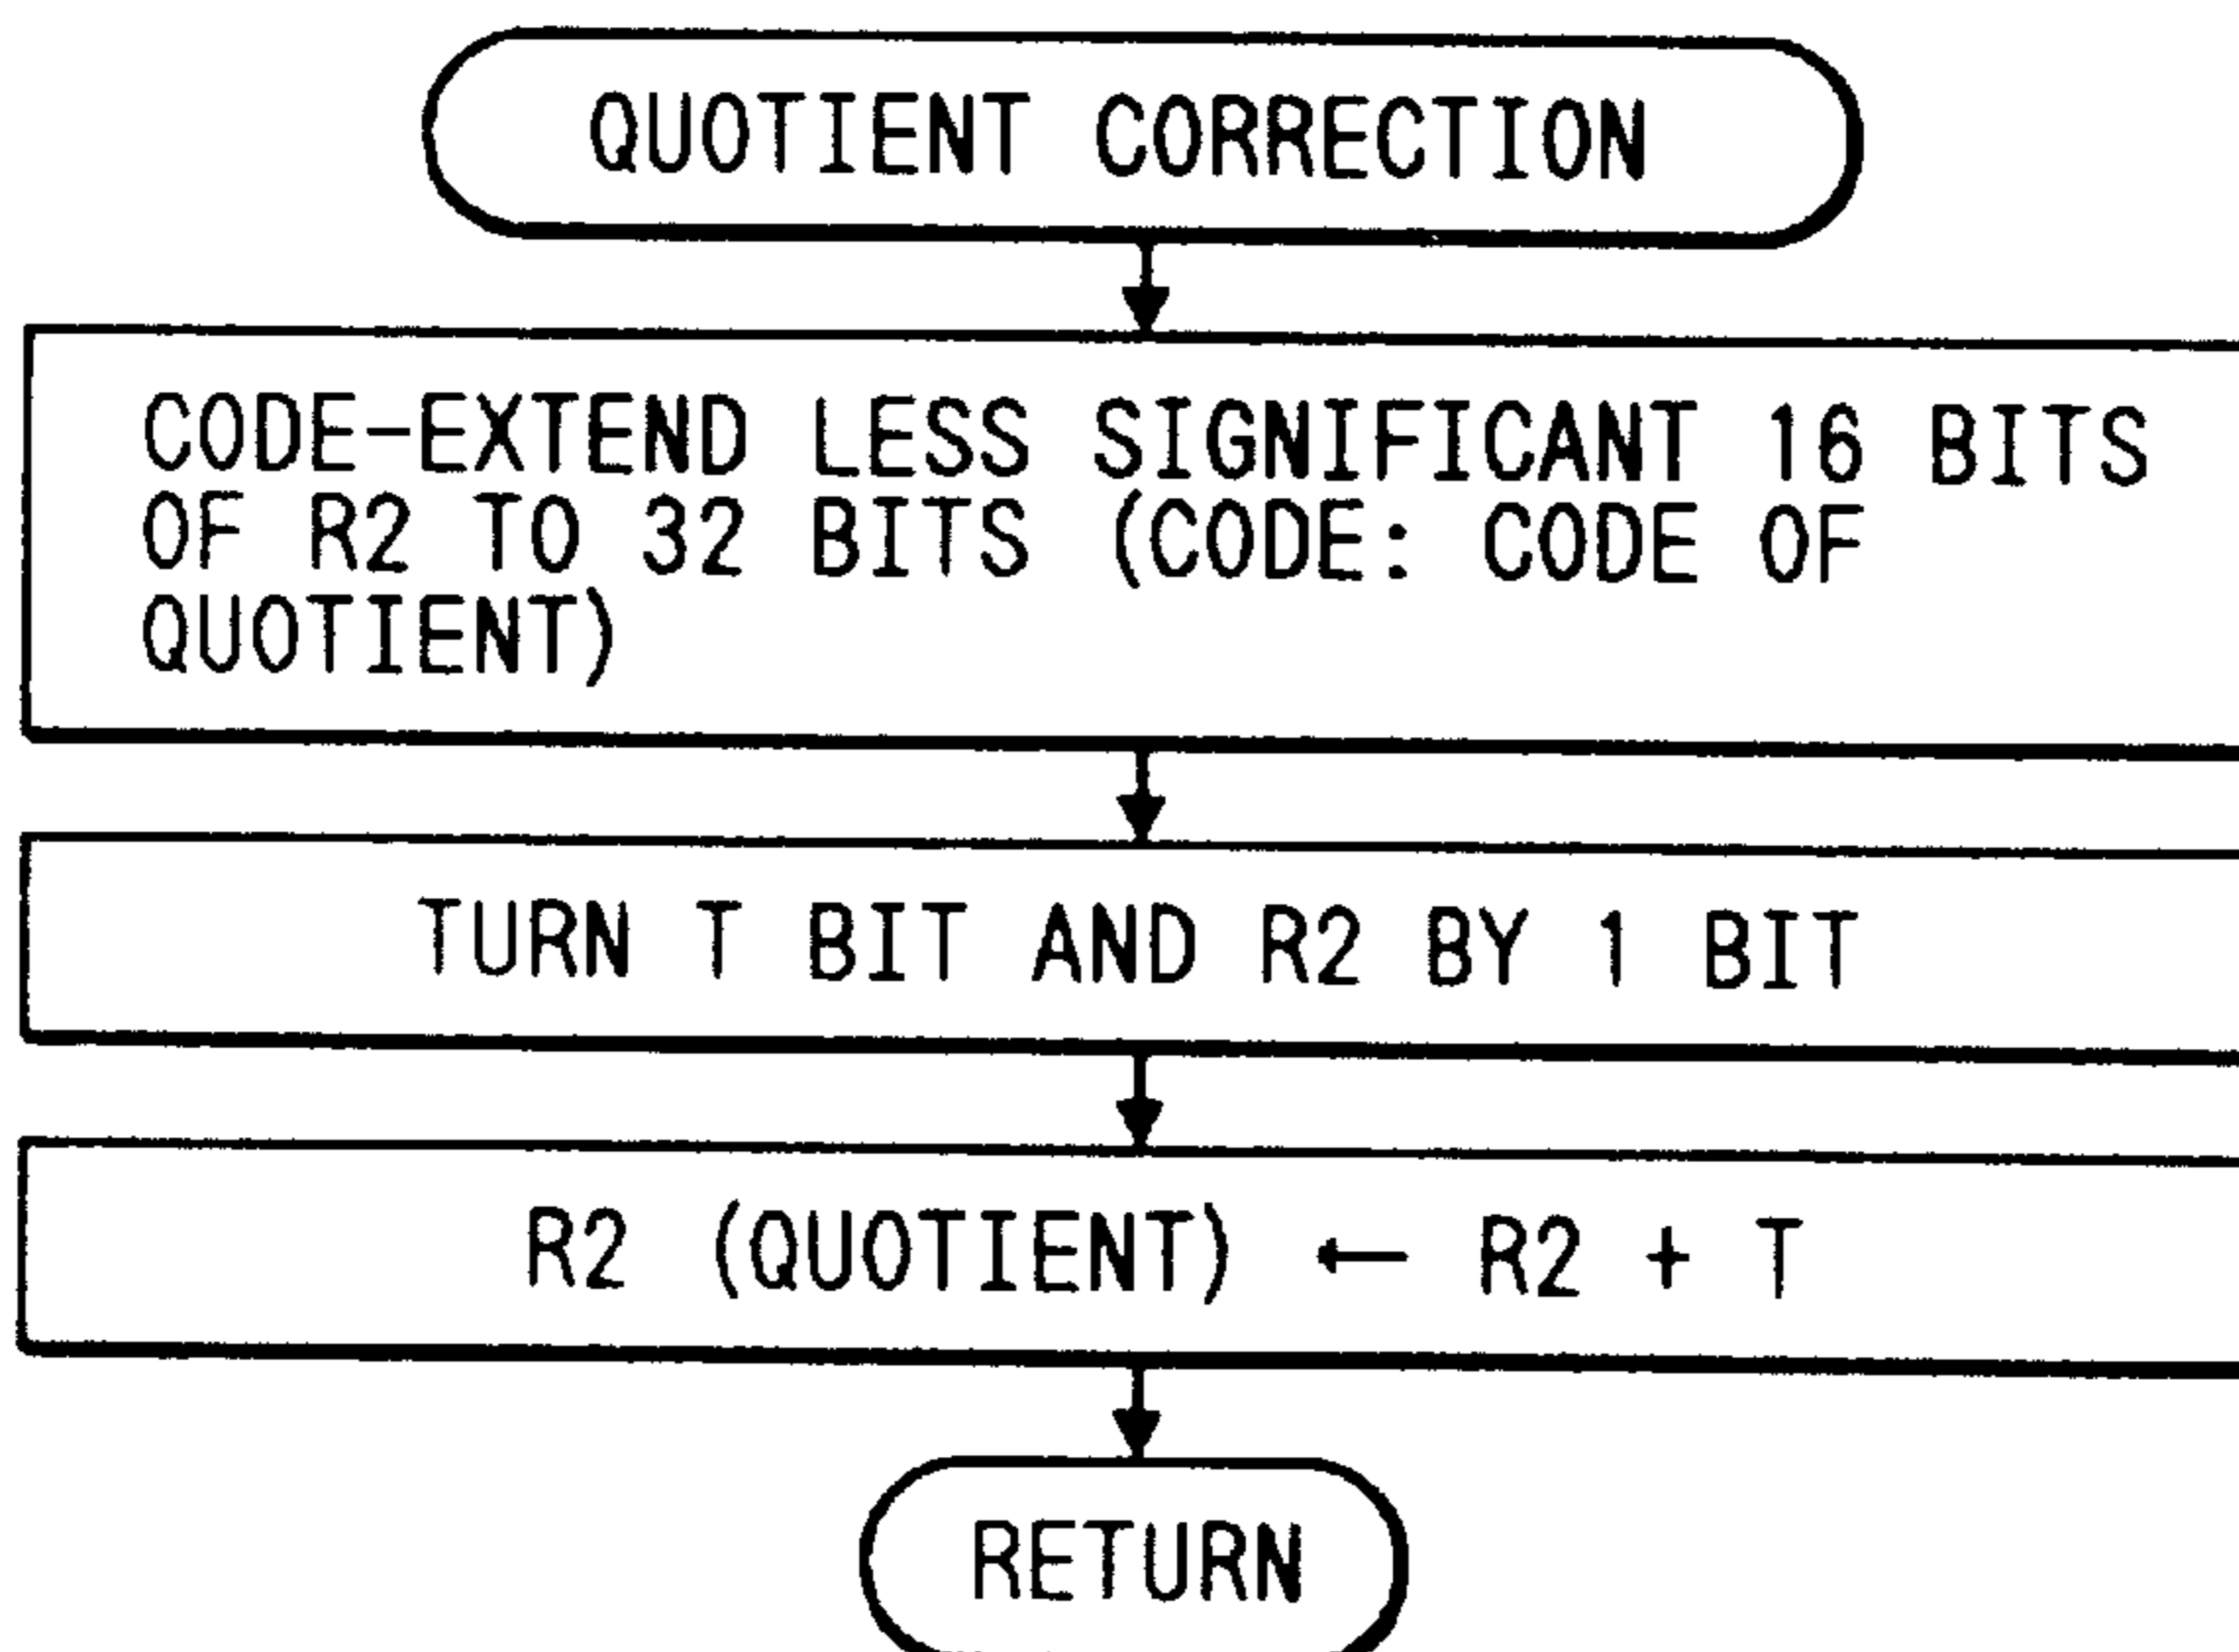 QUOTIENT CORRECTION
CODE-EXTEND LESS SIGNIFICANT 16 BITS
OF R2 TO 32 BITS (CODE: CODE OF
QUOTIENT)
TURN T BIT AND R2 BY 1 BIT
R2 (QUOTIENT) ← R2 + T
RETURN